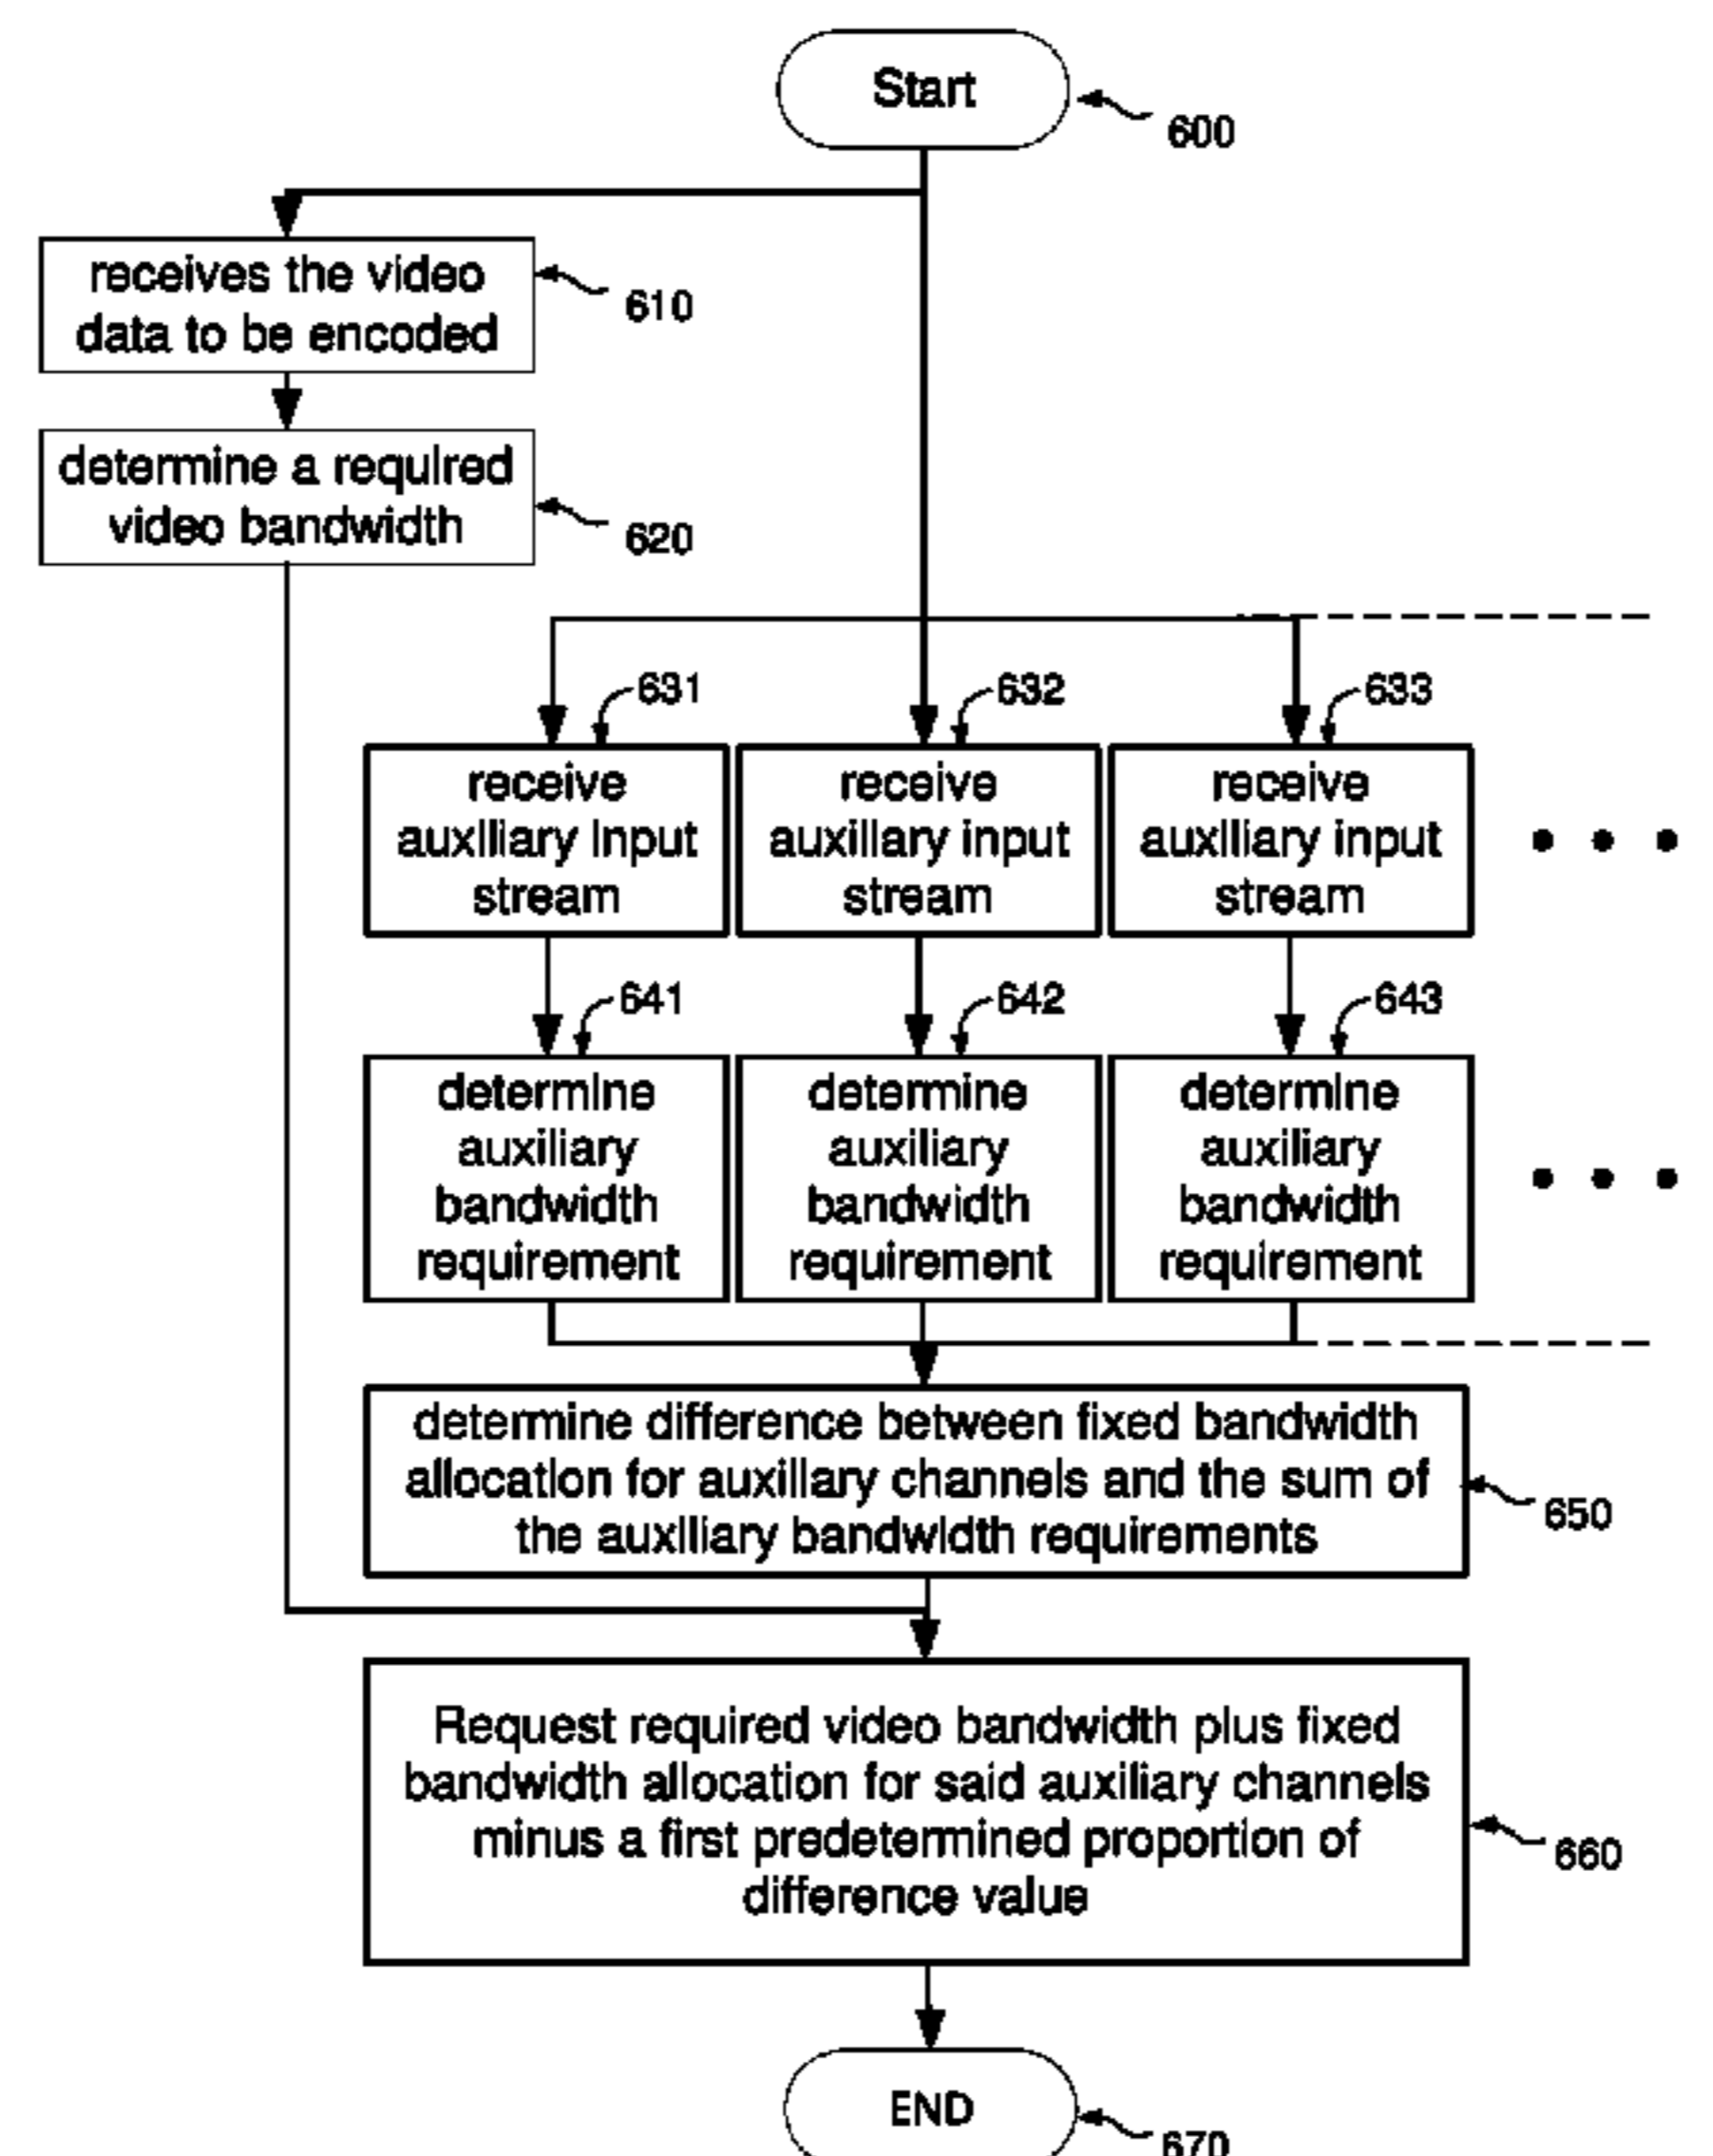 Start
600
receives the video
data to be encoded
610
determine a required
video bandwidth
620
631
632
633
receive
auxiliary input
stream
receive
auxiliary input
stream
receive
auxiliary input
stream
641
642
643
determine
auxiliary
bandwidth
requirement
determine
auxiliary
bandwidth
requirement
determine
auxiliary
bandwidth
requirement
determine difference between fixed bandwidth
allocation for auxiliary channels and the sum of
the auxiliary bandwidth requirements
650
Request required video bandwidth plus fixed
bandwidth allocation for said auxiliary channels
minus a first predetermined proportion of
difference value
660
END
670